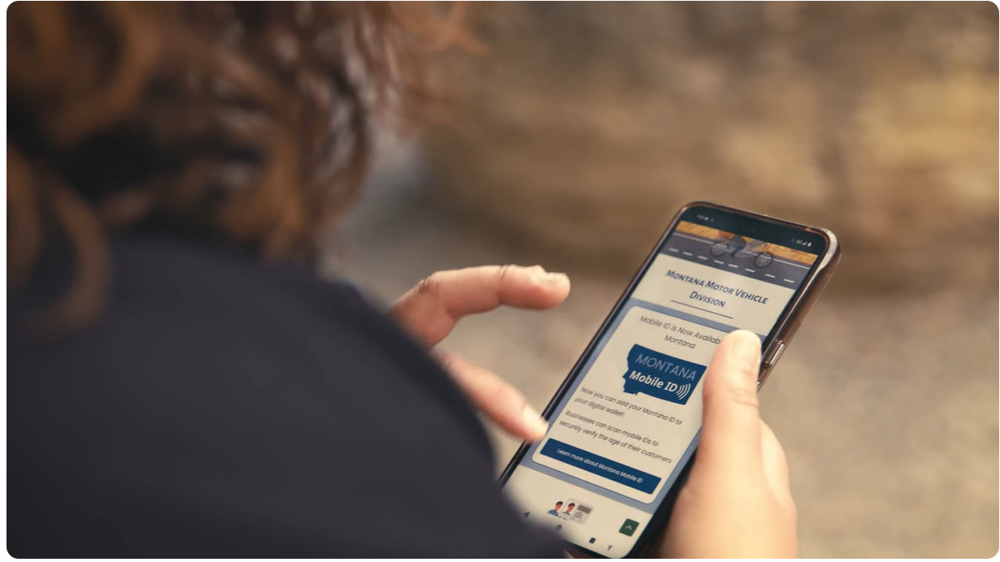 MONTANA MOTOR VEHICLE
DIVISION
Mobile ID is Now Availab
Montana
MONTANA
Mobile ID
Now you can add your Montana ID to
your digital wallet!
Businesses can scan mobile IDs to
securely verify the age of their customers
Learn more about Montana Mobile ID